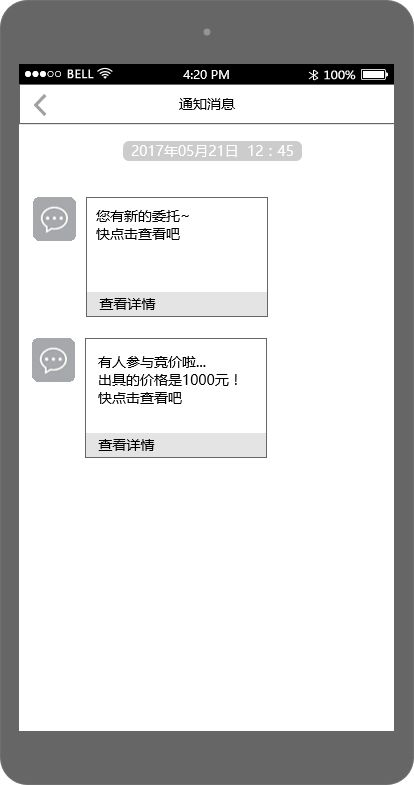 BELL 4:20 PM 100%
通知消息
2017年05月21日 12：45
您有新的委托~
快点击查看吧
查看详情
有人参与竞价啦...
出具的价格是1000元！
快点击查看吧
查看详情